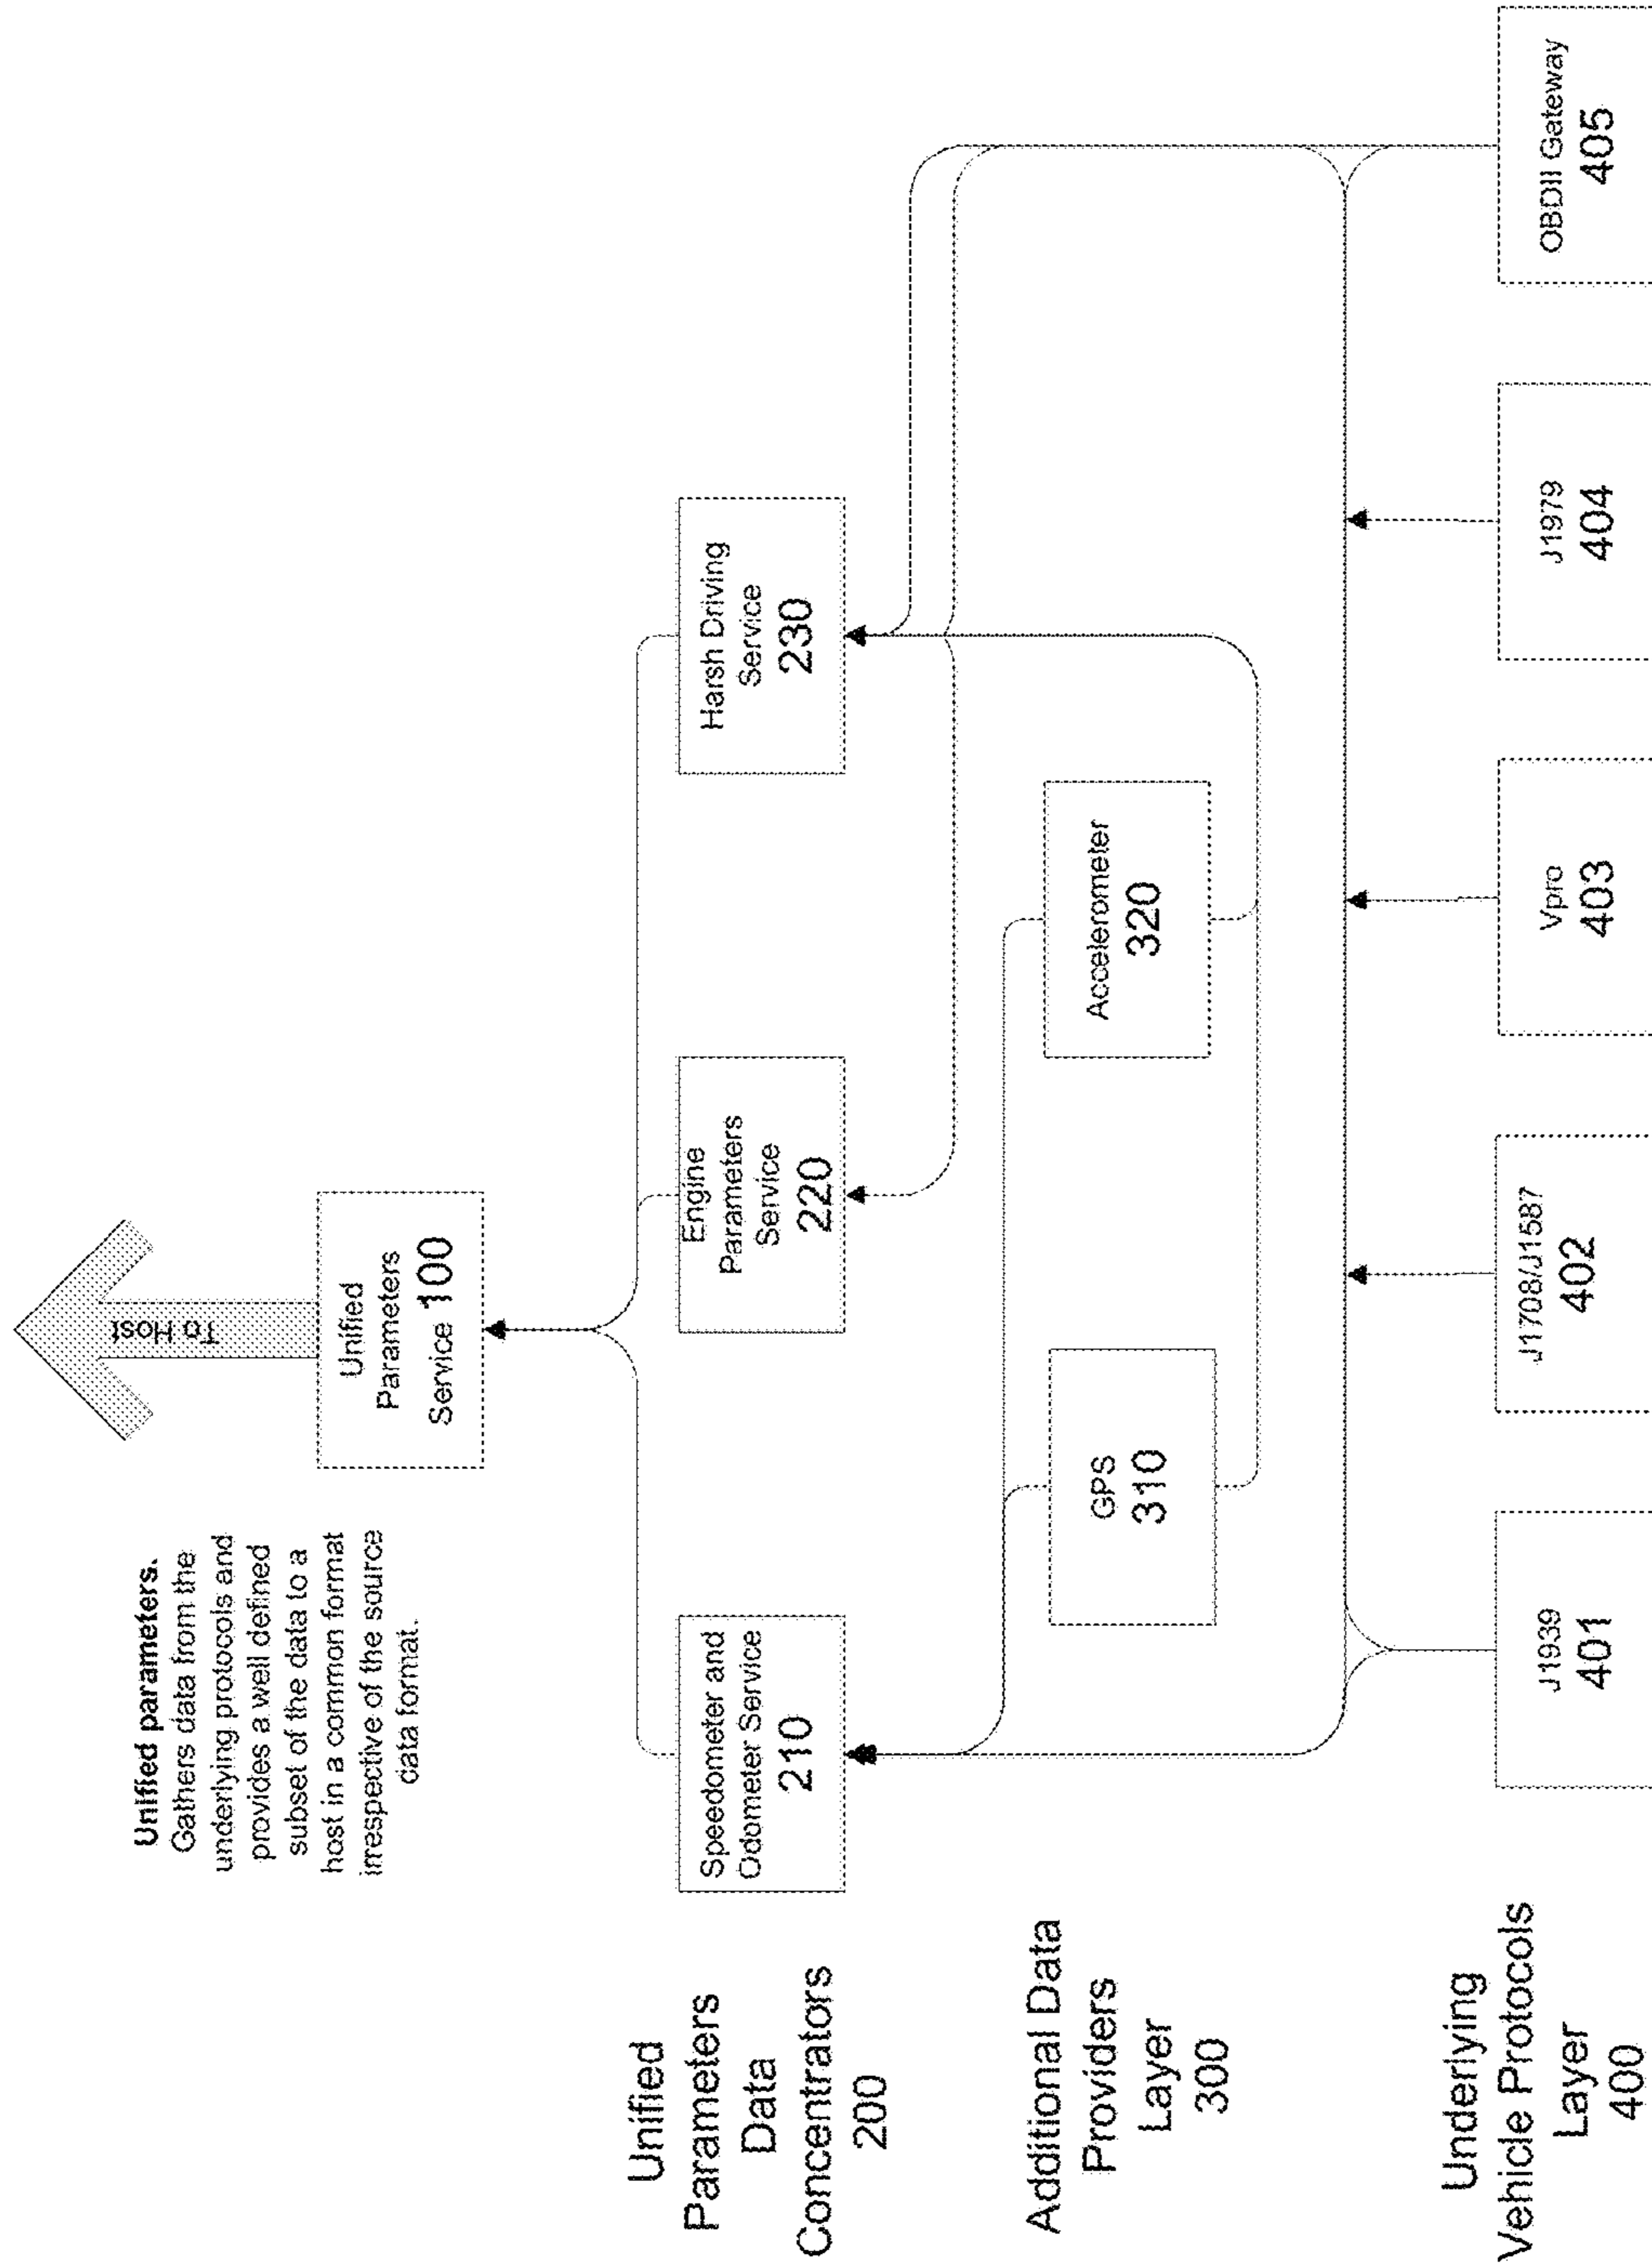 To Host
Unified parameters.
Gathers data from the
underlying protocols and
provides a well defined
subset of the data to a
host in a common format
irrespective of the source
data format.
Unified
Parameters
Service 100
Unified
Parameters
Data
Concentrators
200
Speedometer and
Odometer Service
210
Engine
Parameters
Service
220
Harsh Driving
Service
230
Additional Data
Providers
Layer
300
GPS
310
Accelerometer
320
Underlying
Vehicle Protocols
Layer
400
J1939
401
J1708/J1587
402
Vpro
403
J1979
404
OBDII Gateway
405